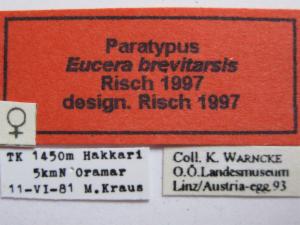 Paratypus
Eucera brevitarsis
Risch 1997
design. Risch 1997
♀
TK 1450m Hakkari
5kmN Oramar
11-VI-81 M.Kraus
Coll. K. WARNCKE
O.Ö.Landesmuseum
Linz/Austria-egg 93